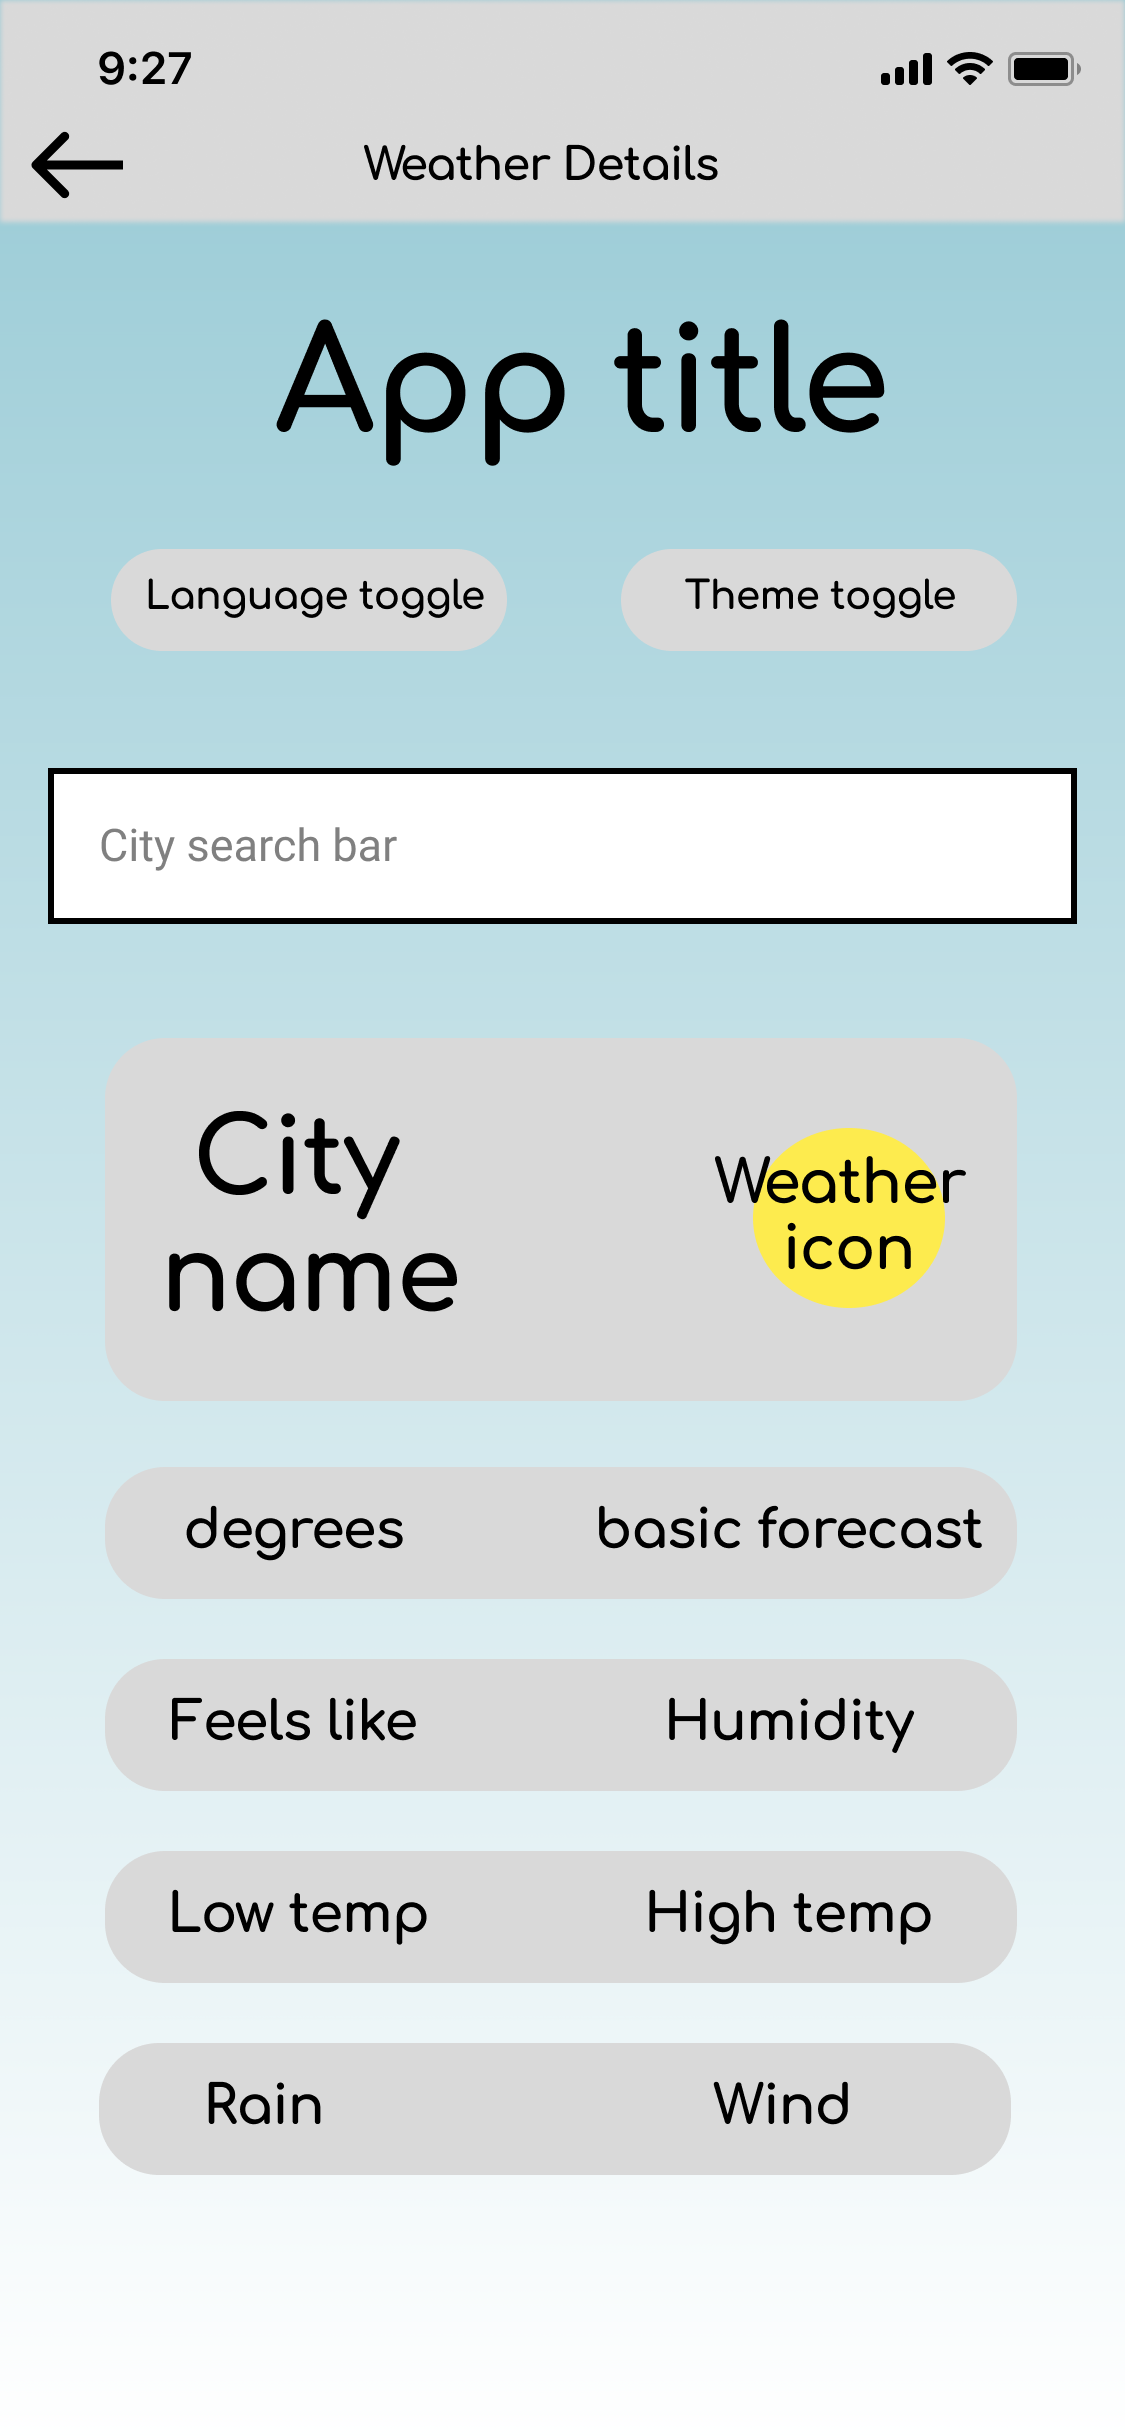 9:27
Weather Details
App title
Language toggle
Theme toggle
City search bar
City
name
Weather
icon
degrees
basic forecast
Feels like
Humidity
Low temp
High temp
Rain
Wind